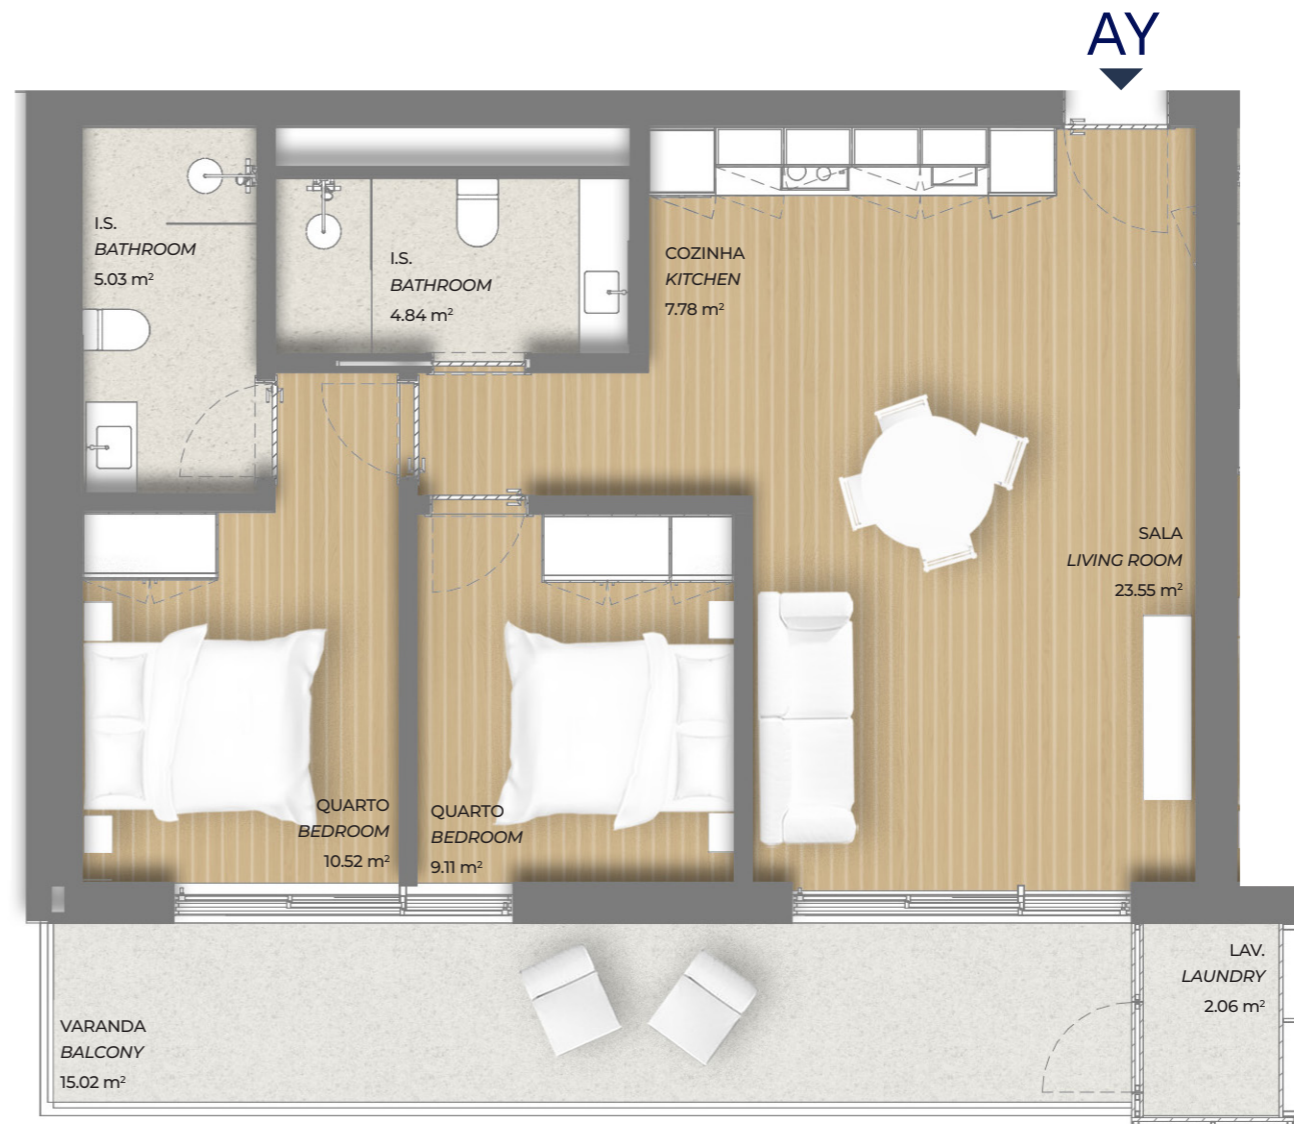 AY
I.S.
BATHROOM
5.03 m²
I.S.
BATHROOM
4.84 m²
COZINHA
KITCHEN
7.78 m²
SALA
LIVING ROOM
23.55 m²
QUARTO
BEDROOM
10.52 m²
QUARTO
BEDROOM
9.11 m²
LAV.
LAUNDRY
2.06 m²
VARANDA
BALCONY
15.02 m²